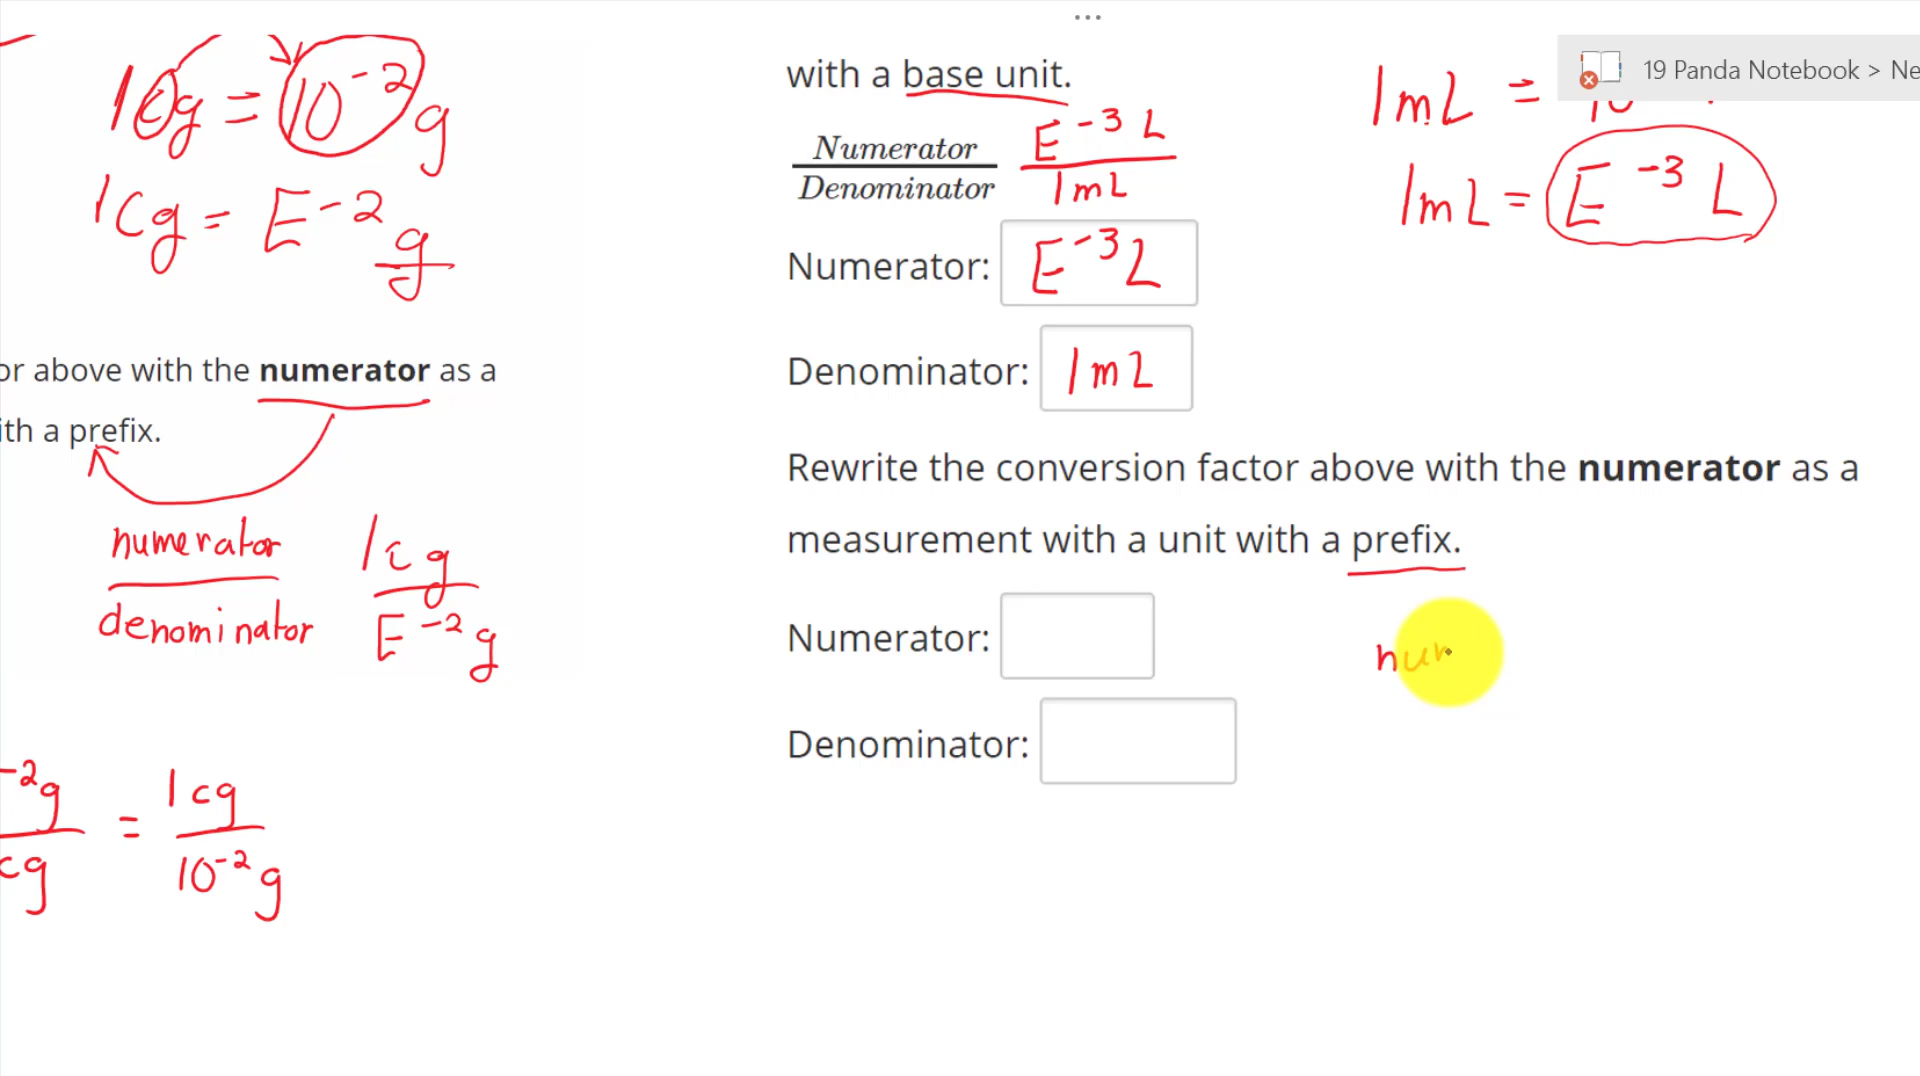 19 Panda Notebook > Ne
1cg = 10⁻² g
1cg = E⁻² g
or above with the numerator as a
ith a prefix.
numerator
denominator
1cg
E⁻² g
⁻²g
cg
=
1cg
10⁻² g
with a base unit.
Numerator
Denominator
E⁻³ L
1mL
Numerator: E⁻³L
Denominator: 1mL
Rewrite the conversion factor above with the numerator as a
measurement with a unit with a prefix.
Numerator:
Denominator:
1mL =
1mL = E⁻³ L